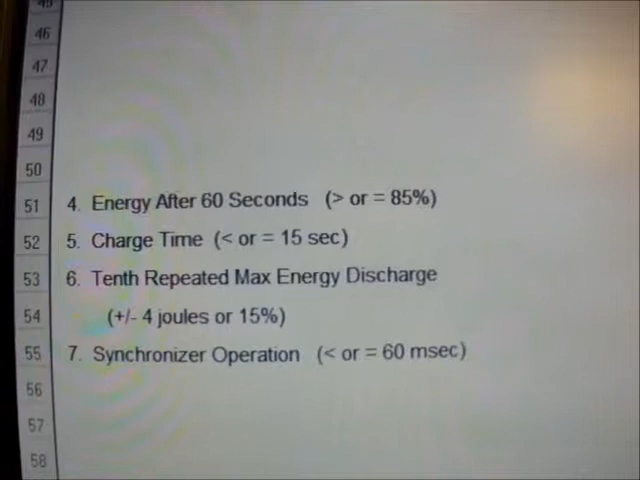 45
46
47
48
49
50
51 4. Energy After 60 Seconds (> or = 85%)
52 5. Charge Time (< or = 15 sec)
53 6. Tenth Repeated Max Energy Discharge
54 (+/- 4 joules or 15%)
55 7. Synchronizer Operation (< or = 60 msec)
56
57
58